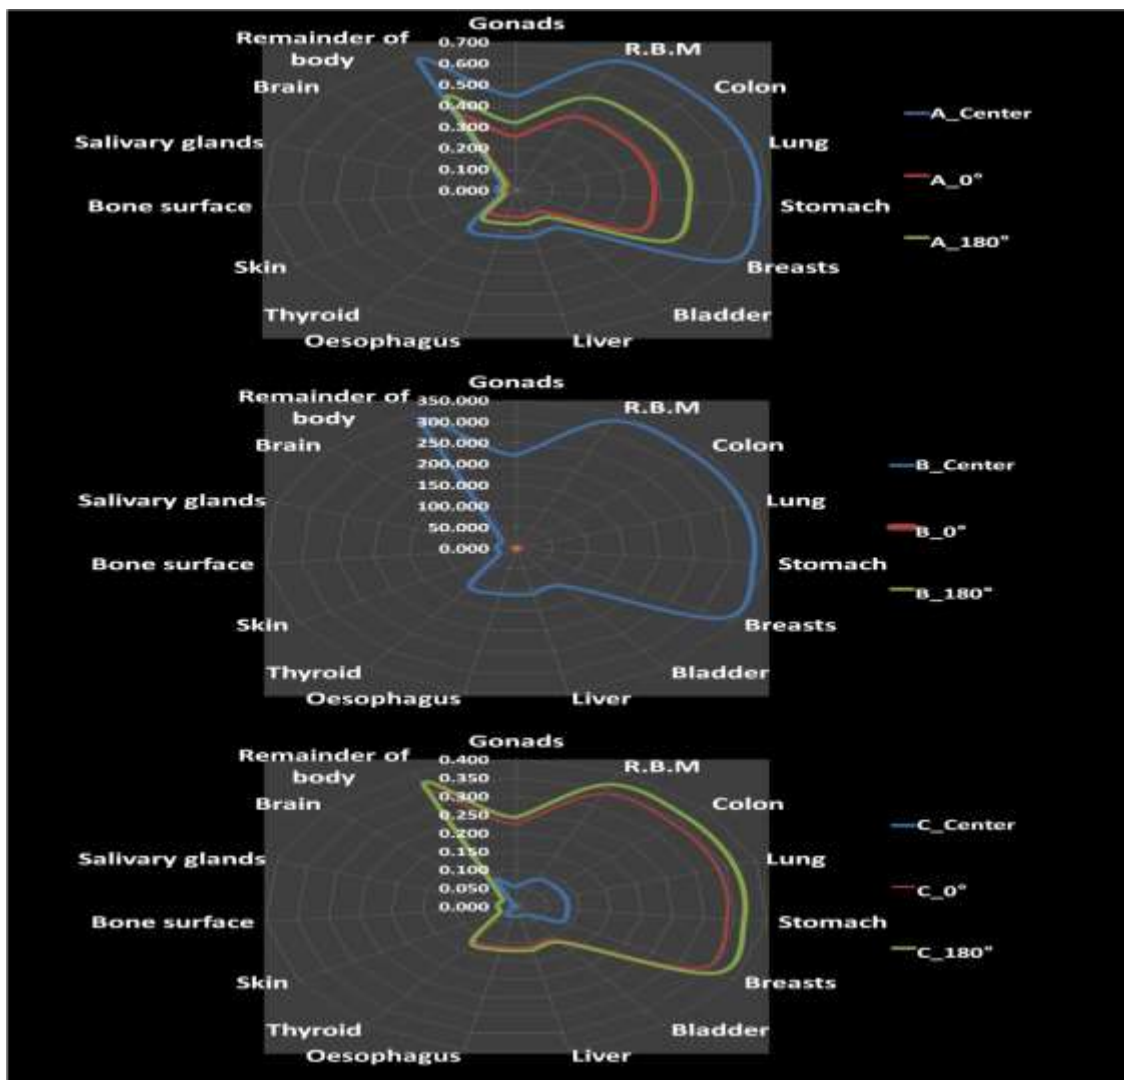 Gonads
Remainder of body
0.700
R.B.M
0.600
Brain
0.500
Colon
0.400
A_Center
Salivary glands
0.300
Lung
0.200
0.100
A_0°
Bone surface
0.000
Stomach
A_180°
Skin
Breasts
Thyroid
Bladder
Oesophagus
Liver
Gonads
Remainder of body
350.000
R.B.M
300.000
Brain
250.000
Colon
200.000
B_Center
Salivary glands
150.000
Lung
100.000
50.000
B_0°
Bone surface
0.000
Stomach
B_180°
Skin
Breasts
Thyroid
Bladder
Oesophagus
Liver
Gonads
Remainder of body
0.400
R.B.M
0.350
Brain
0.300
Colon
0.250
C_Center
0.200
Salivary glands
0.150
Lung
0.100
C_0°
0.050
Bone surface
0.000
Stomach
C_180°
Skin
Breasts
Thyroid
Bladder
Oesophagus
Liver